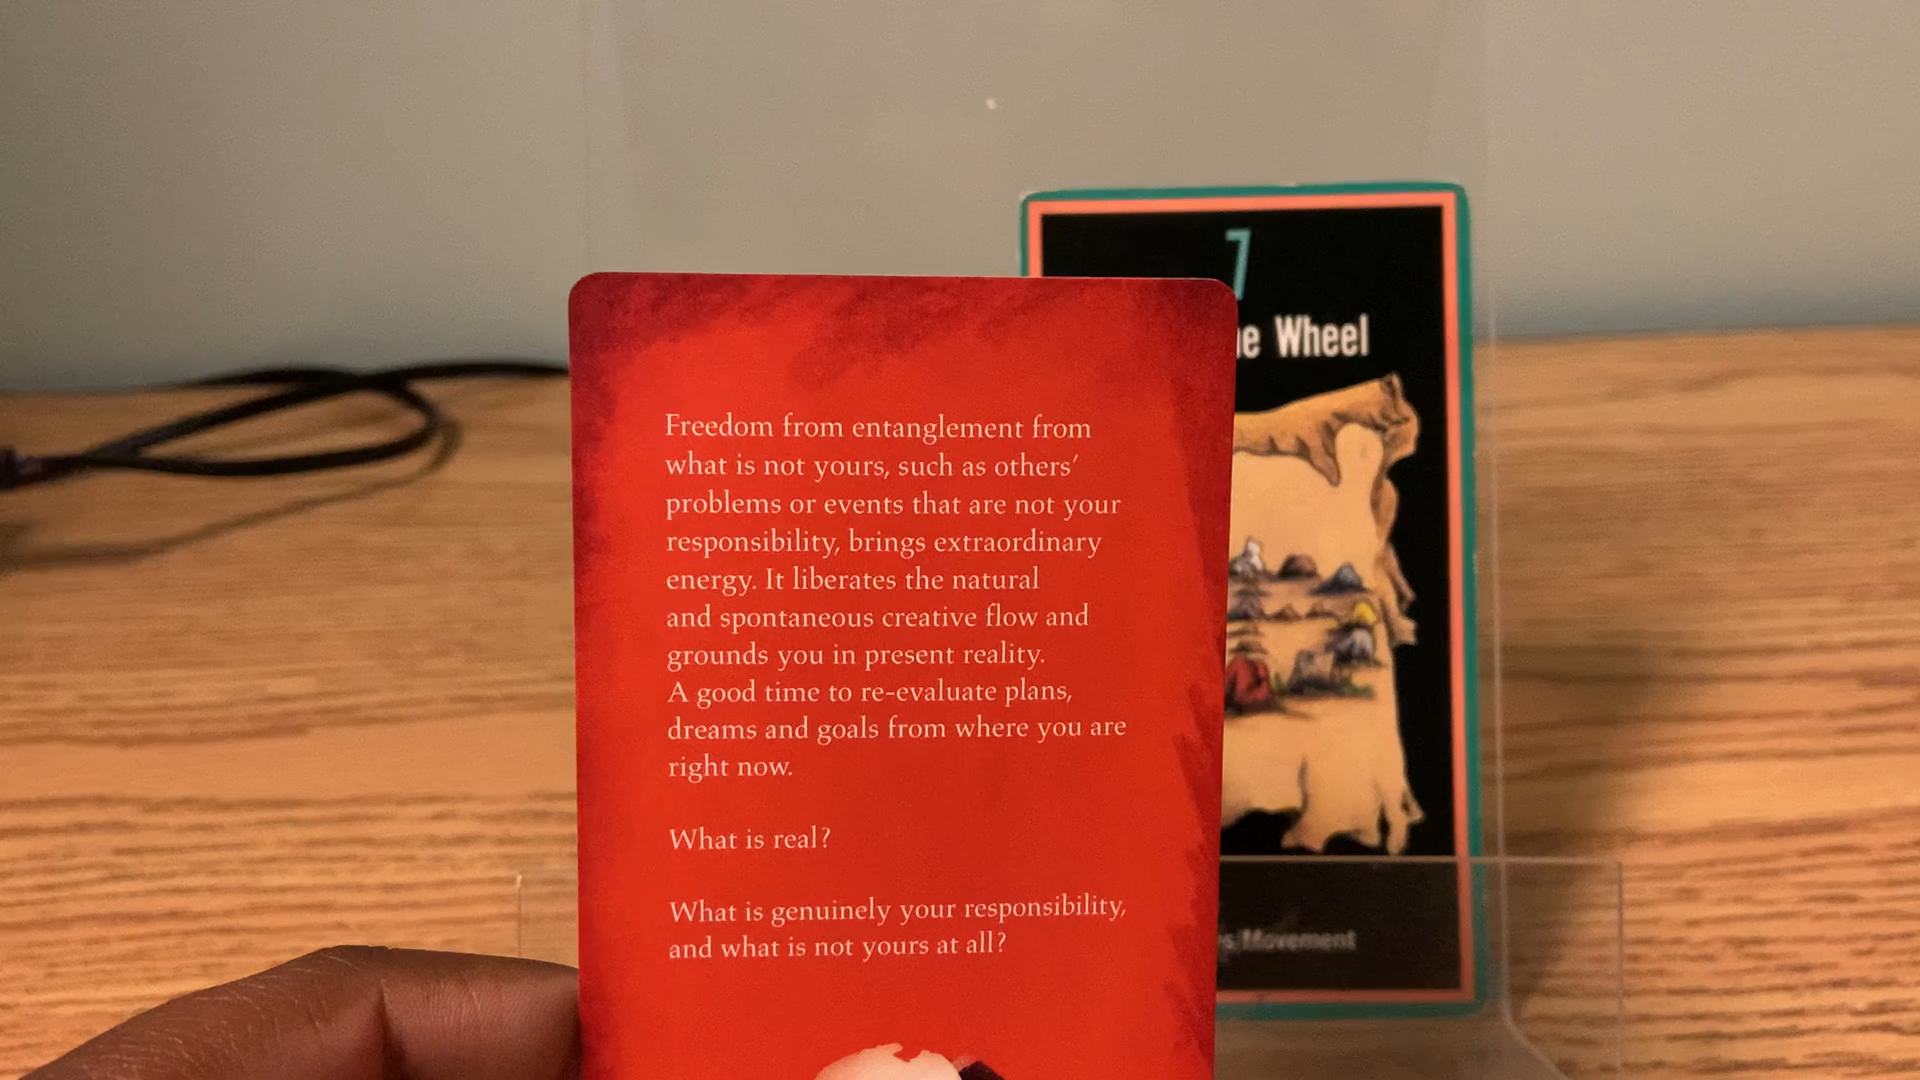 Freedom from entanglement from
what is not yours, such as others’
problems or events that are not your
responsibility, brings extraordinary
energy. It liberates the natural
and spontaneous creative flow and
grounds you in present reality.
A good time to re-evaluate plans,
dreams and goals from where you are
right now.
What is real?
What is genuinely your responsibility,
and what is not yours at all?
7
Wheel
Movement